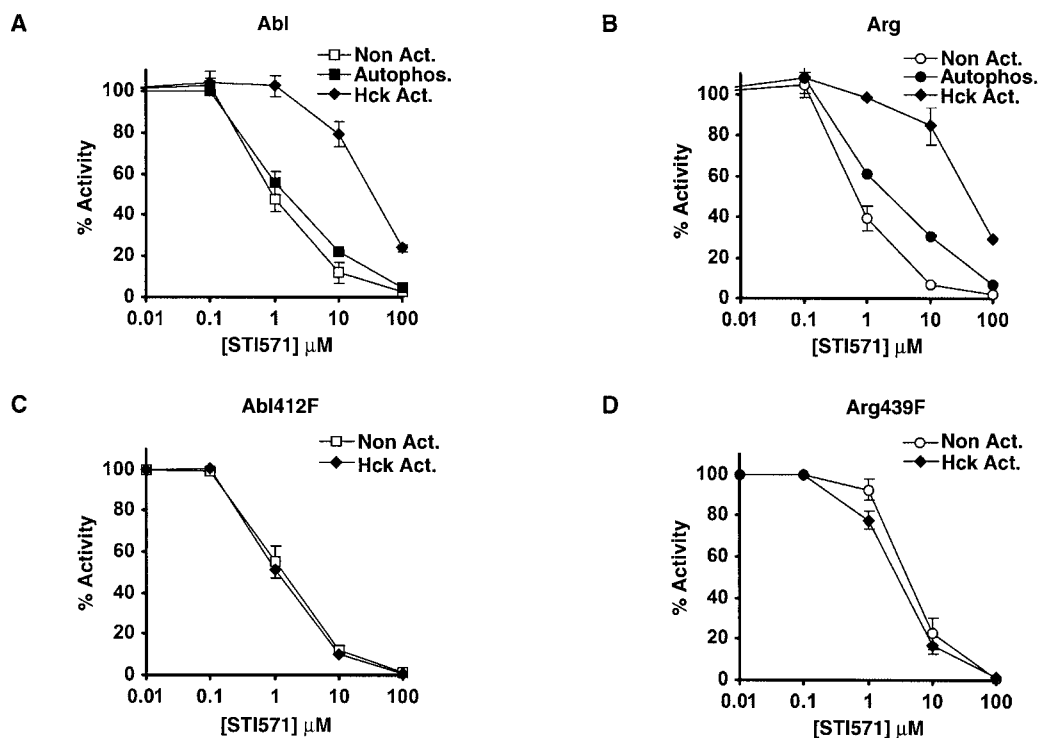 A
Abl
Non Act.
Autophos.
Hck Act.
100
80
60
40
20
0
% Activity
0.01 0.1 1 10 100
[STI571] μM
B
Arg
Non Act.
Autophos.
Hck Act.
100
80
60
40
20
0
% Activity
0.01 0.1 1 10 100
[STI571] μM
C
Abl412F
Non Act.
Hck Act.
100
80
60
40
20
0
% Activity
0.01 0.1 1 10 100
[STI571] μM
D
Arg439F
Non Act.
Hck Act.
100
80
60
40
20
0
% Activity
0.01 0.1 1 10 100
[STI571] μM